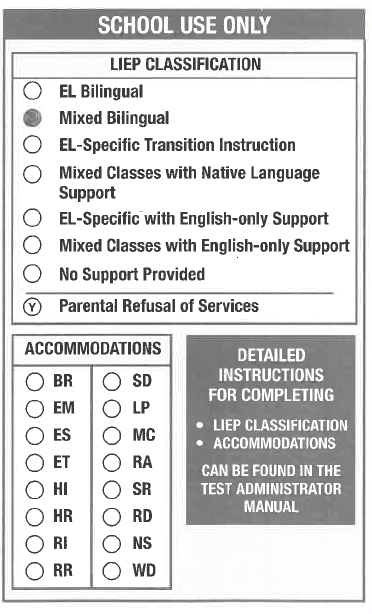 SCHOOL USE ONLY
LIEP CLASSIFICATION
EL Bilingual
Mixed Bilingual
EL-Specific Transition Instruction
Mixed Classes with Native Language
Support
EL-Specific with English-only Support
Mixed Classes with English-only Support
No Support Provided
Y Parental Refusal of Services
ACCOMMODATIONS
BR SD
EM LP
ES MC
ET RA
HI SR
HR RD
RI NS
RR WD
DETAILED
INSTRUCTIONS
FOR COMPLETING
• LIEP CLASSIFICATION
• ACCOMMODATIONS
CAN BE FOUND IN THE
TEST ADMINISTRATOR
MANUAL